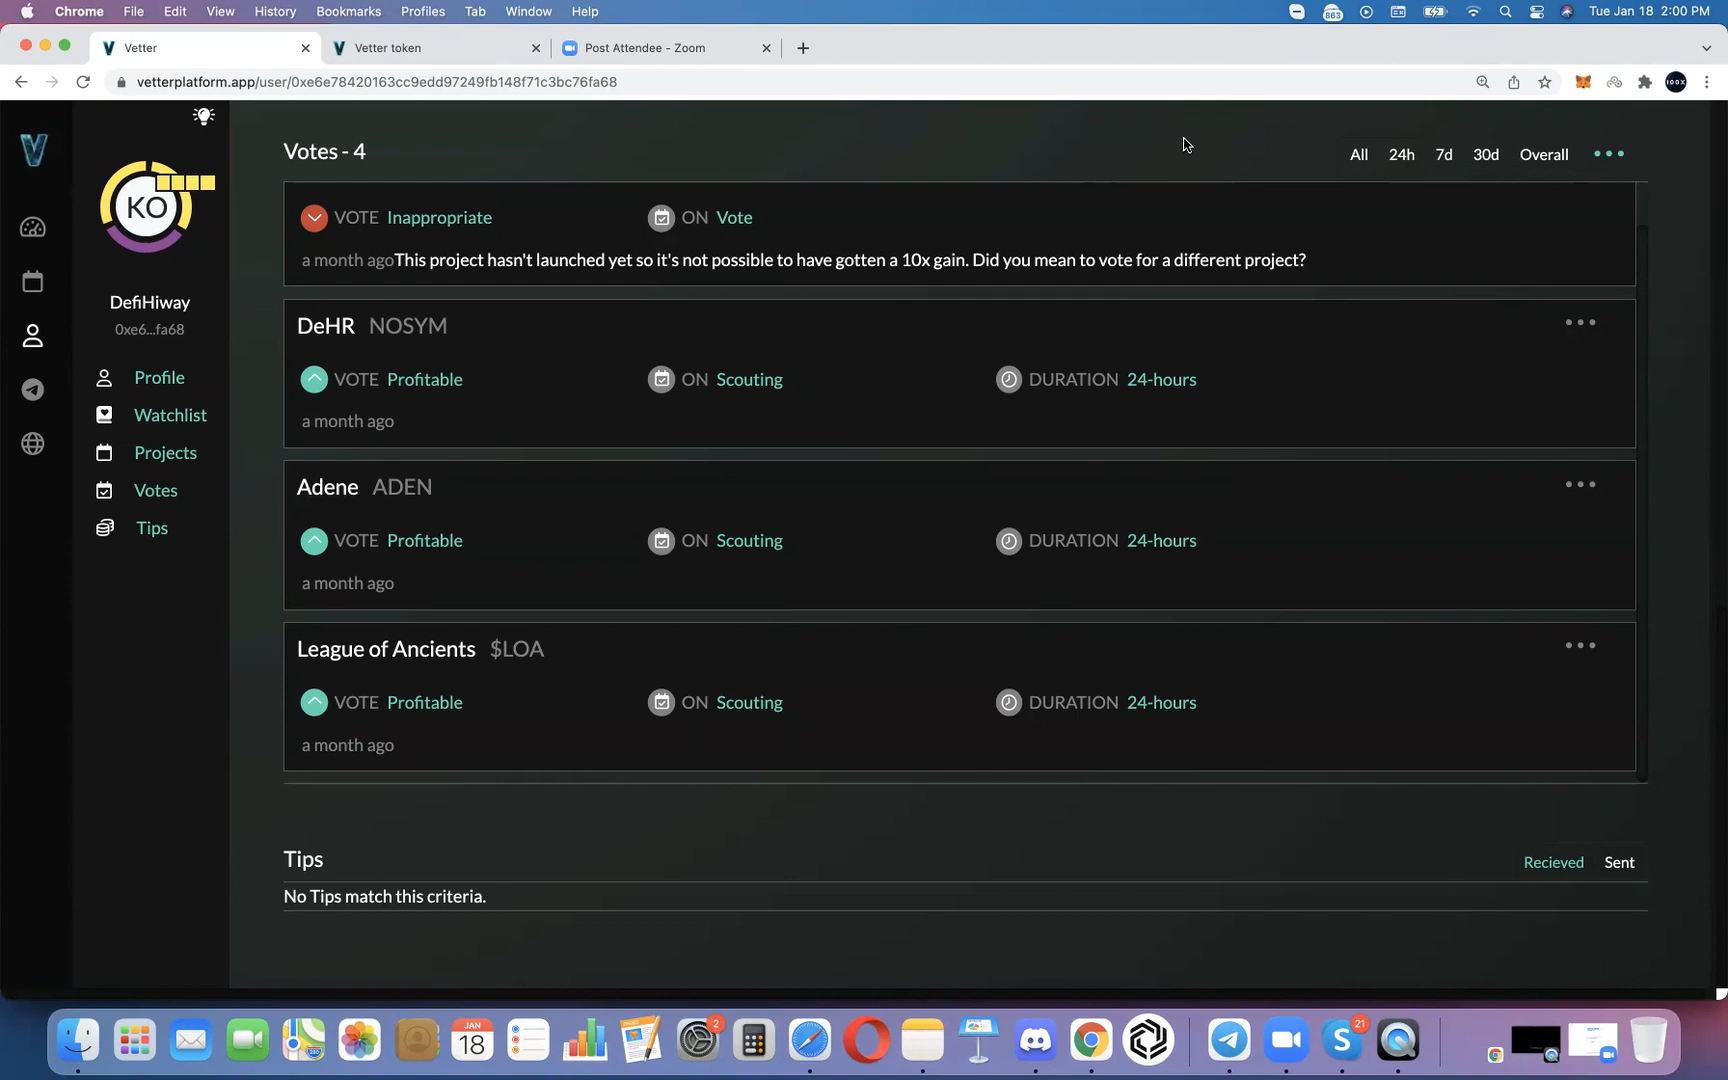 Chrome File Edit View History Bookmarks Profiles Tab Window Help 863 Tue Jan 18 2:00 PM
Vetter Vetter token Post Attendee - Zoom
vetterplatform.app/user/0xe6e78420163cc9edd97249fb148f71c3bc76fa68 100X
V
KO
DefiHiway
0xe6...fa68
Profile
Watchlist
Projects
Votes
Tips
Votes - 4 All 24h 7d 30d Overall
VOTE Inappropriate ON Vote
a month ago This project hasn't launched yet so it's not possible to have gotten a 10x gain. Did you mean to vote for a different project?
DeHR NOSYM
VOTE Profitable ON Scouting DURATION 24-hours
a month ago
Adene ADEN
VOTE Profitable ON Scouting DURATION 24-hours
a month ago
League of Ancients $LOA
VOTE Profitable ON Scouting DURATION 24-hours
a month ago
Tips Recieved Sent
No Tips match this criteria.
JAN
18
2
21